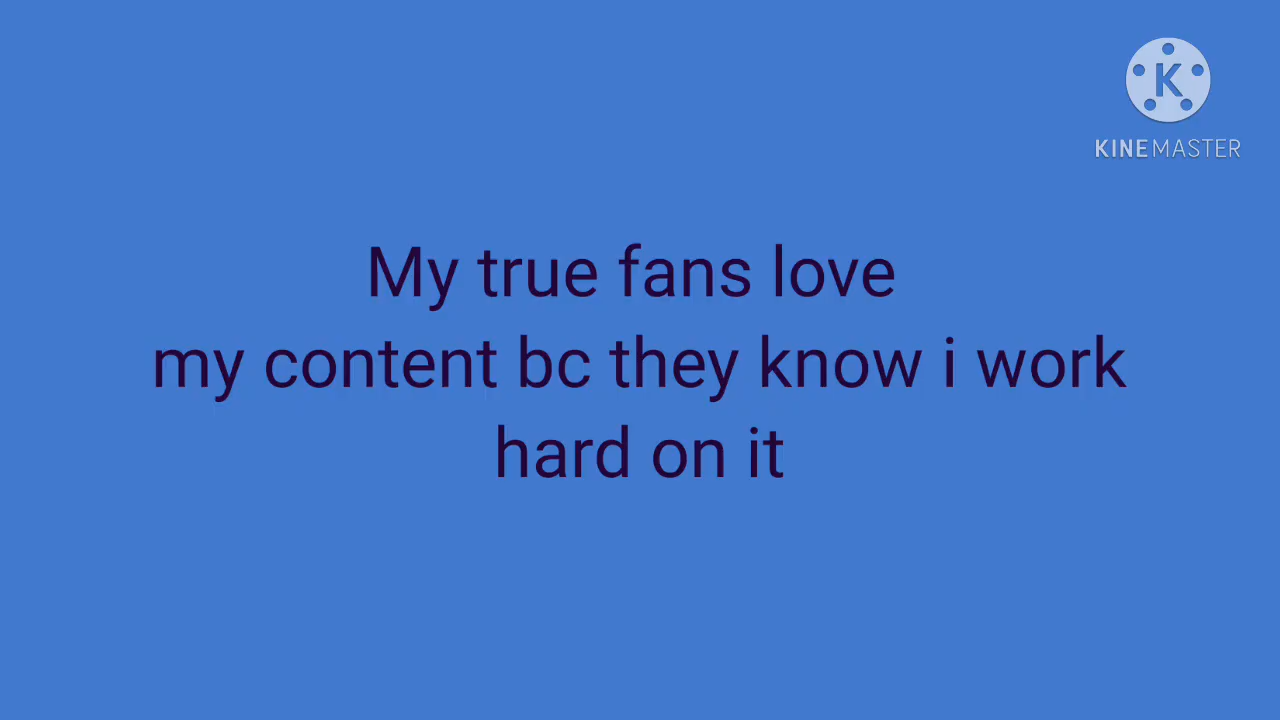 K
KINEMASTER
My true fans love
my content bc they know i work
hard on it